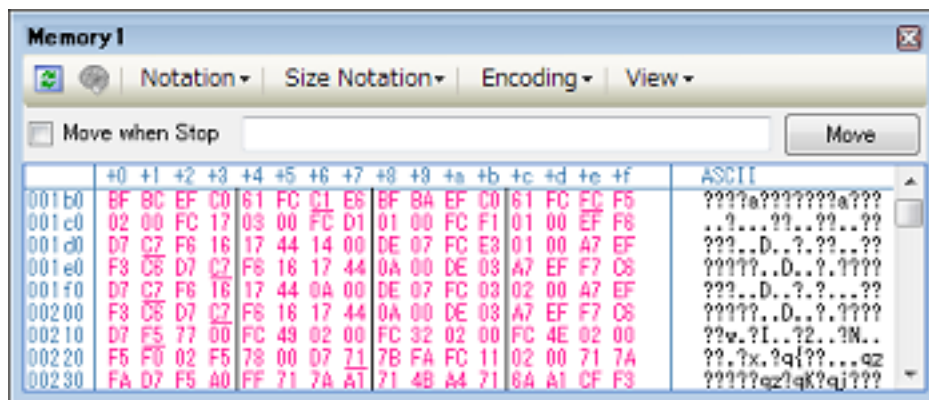 Memory1
Notation Size Notation Encoding View
Move when Stop Move
+0 +1 +2 +3 +4 +5 +6 +7 +8 +9 +a +b +c +d +e +f ASCII
001b0 BF BC EF C0 61 FC C1 E6 BF BA EF C0 61 FC FC F5 ????a???????a???
001c0 02 00 FC 17 03 00 FC D1 01 00 FC F1 01 00 EF F6 ..?...??..??..??
001d0 D7 C7 F6 16 17 44 14 00 DE 07 FC E3 01 00 A7 EF ???..D..?.??..??
001e0 F3 C6 D7 C7 F6 16 17 44 0A 00 DE 03 A7 EF F7 C6 ?????..D..?.????
001f0 D7 C7 F6 16 17 44 0A 00 DE 07 FC 03 02 00 A7 EF ???..D..?.?...??
00200 F3 C6 D7 C7 F6 16 17 44 0A 00 DE 03 A7 EF F7 C6 ?????..D..?.????
00210 D7 F5 77 00 FC 49 02 00 FC 32 02 00 FC 4E 02 00 ??w.?I..?2..?N..
00220 F5 F0 02 F5 78 00 D7 71 7B FA FC 11 02 00 71 7A ??.?x.?q{??...qz
00230 FA D7 F5 A0 FF 71 7A A1 71 4B A4 71 6A A1 CF F3 ?????qz?qK?qj???